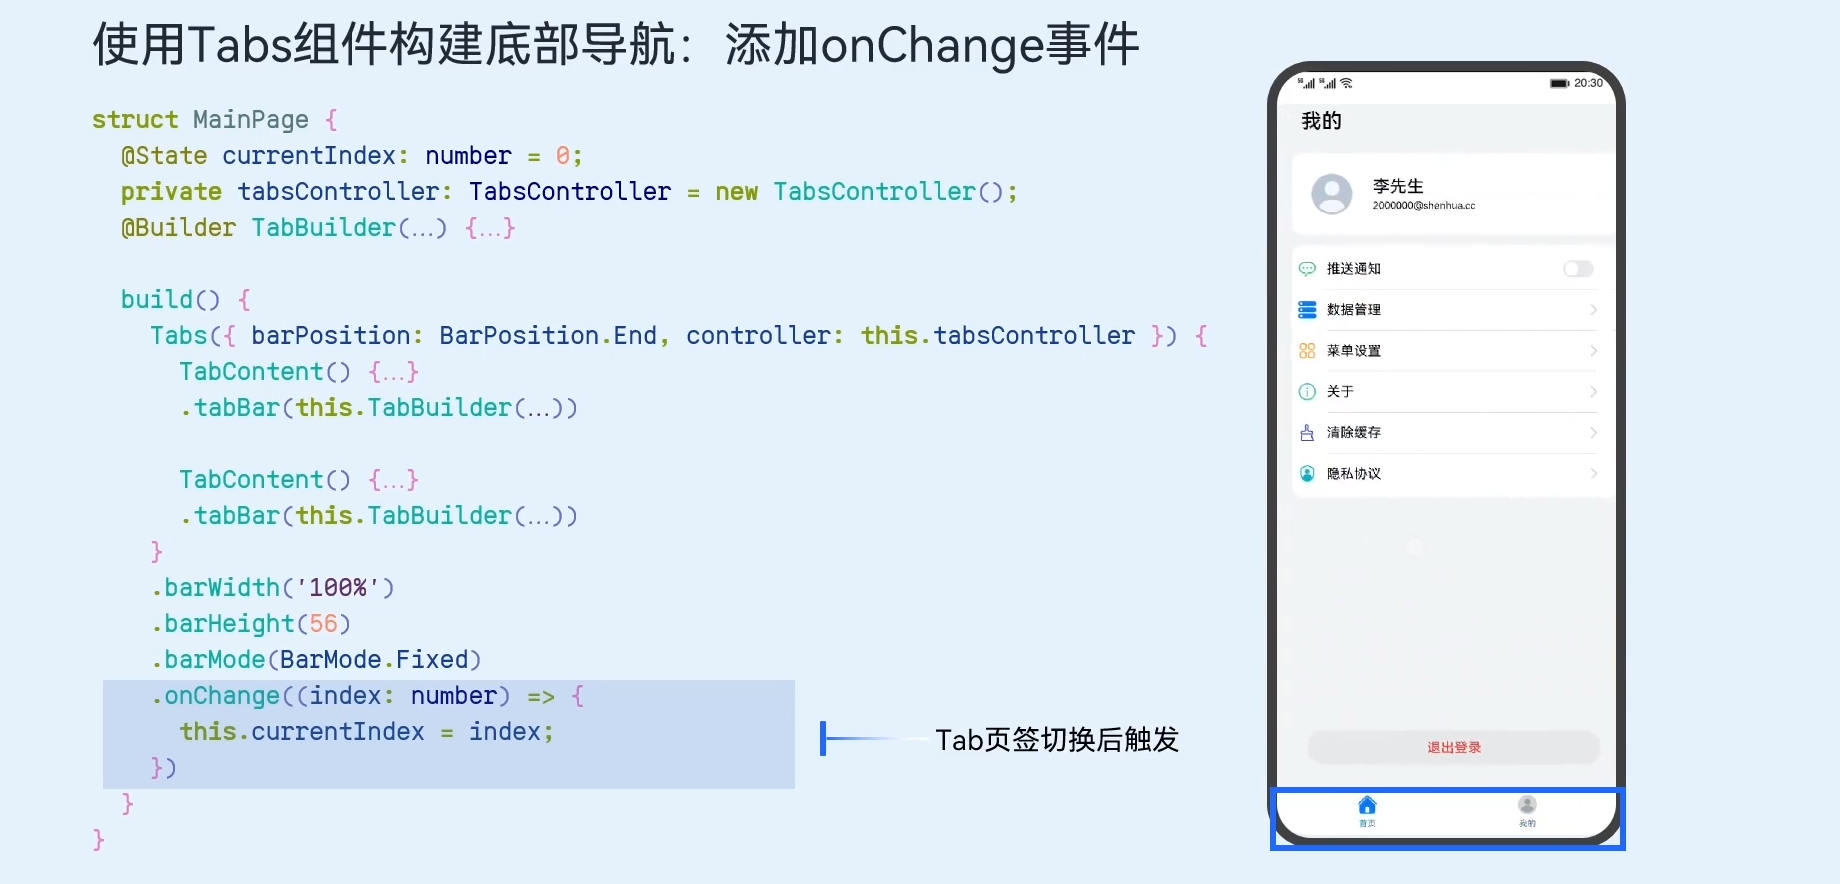 使用Tabs组件构建底部导航：添加onChange事件
struct MainPage {
@State currentIndex: number = 0;
private tabsController: TabsController = new TabsController();
@Builder TabBuilder(...) {...}
build() {
Tabs({ barPosition: BarPosition.End, controller: this.tabsController }) {
TabContent() {...}
.tabBar(this.TabBuilder(...))
TabContent() {...}
.tabBar(this.TabBuilder(...))
}
.barWidth('100%')
.barHeight(56)
.barMode(BarMode.Fixed)
.onChange((index: number) => {
this.currentIndex = index;
})
}
}
Tab页签切换后触发
20:30
我的
李先生
2000000@shenhua.cc
推送通知
数据管理
菜单设置
关于
清除缓存
隐私协议
退出登录
首页
我的